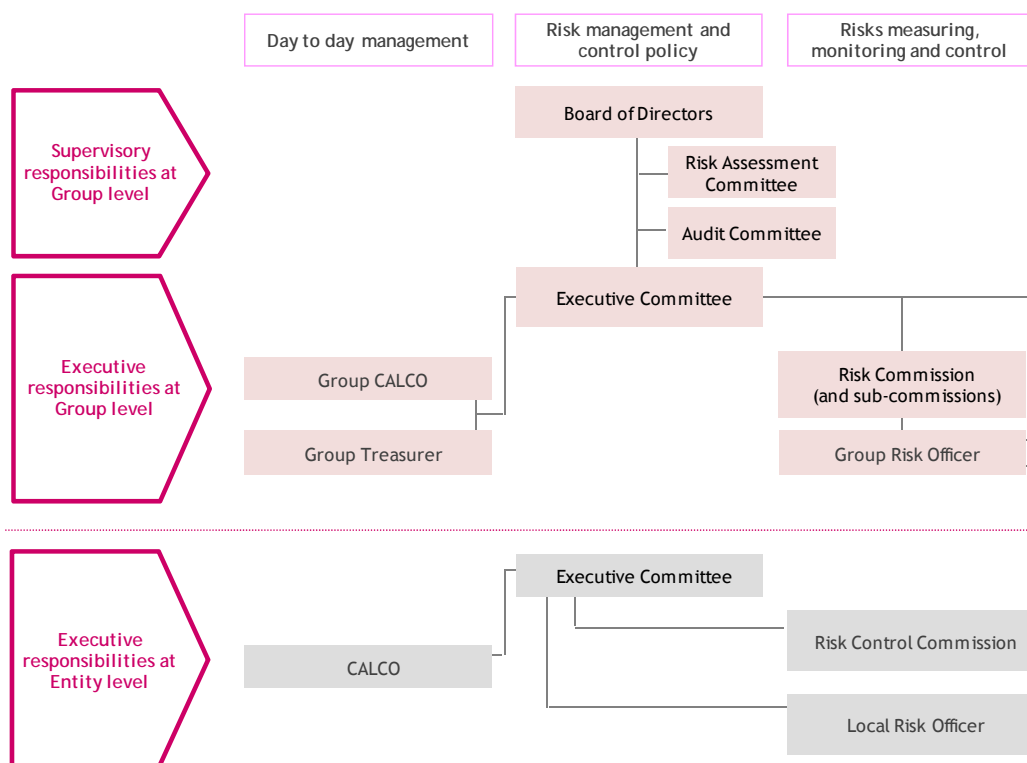 Day to day management
Risk management and
control policy
Risks measuring,
monitoring and control
Supervisory
responsibilities at
Group level
Board of Directors
Risk Assessment
Committee
Audit Committee
Executive
responsibilities at
Group level
Executive Committee
Group CALCO
Group Treasurer
Risk Commission
(and sub-commissions)
Group Risk Officer
Executive
responsibilities at
Entity level
Executive Committee
CALCO
Risk Control Commission
Local Risk Officer